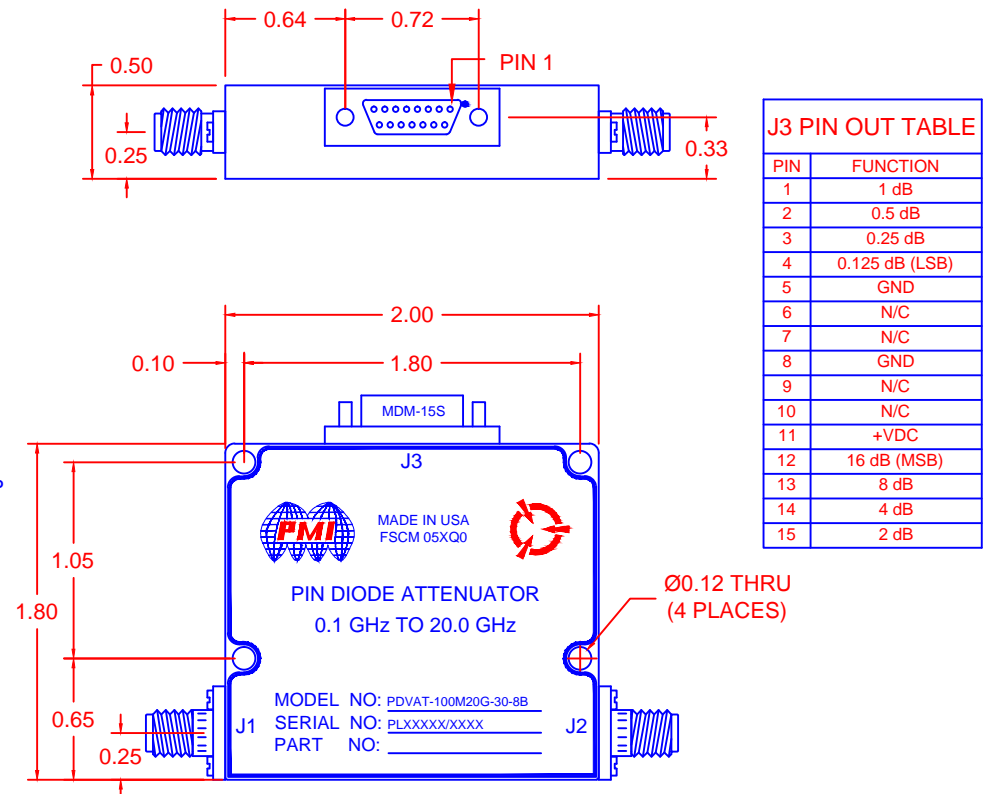 0.64
0.72
PIN 1
0.50
0.25
0.33
J3 PIN OUT TABLE
PIN FUNCTION
1 1 dB
2 0.5 dB
3 0.25 dB
4 0.125 dB (LSB)
5 GND
6 N/C
7 N/C
8 GND
9 N/C
10 N/C
11 +VDC
12 16 dB (MSB)
13 8 dB
14 4 dB
15 2 dB
2.00
0.10
1.80
MDM-15S
J3
PMI
MADE IN USA
FSCM 05XQ0
1.05
1.80
PIN DIODE ATTENUATOR
0.1 GHz TO 20.0 GHz
Ø0.12 THRU
(4 PLACES)
0.65
0.25
J1
J2
MODEL NO: PDVAT-100M20G-30-8B
SERIAL NO: PLXXXXX/XXXX
PART NO: